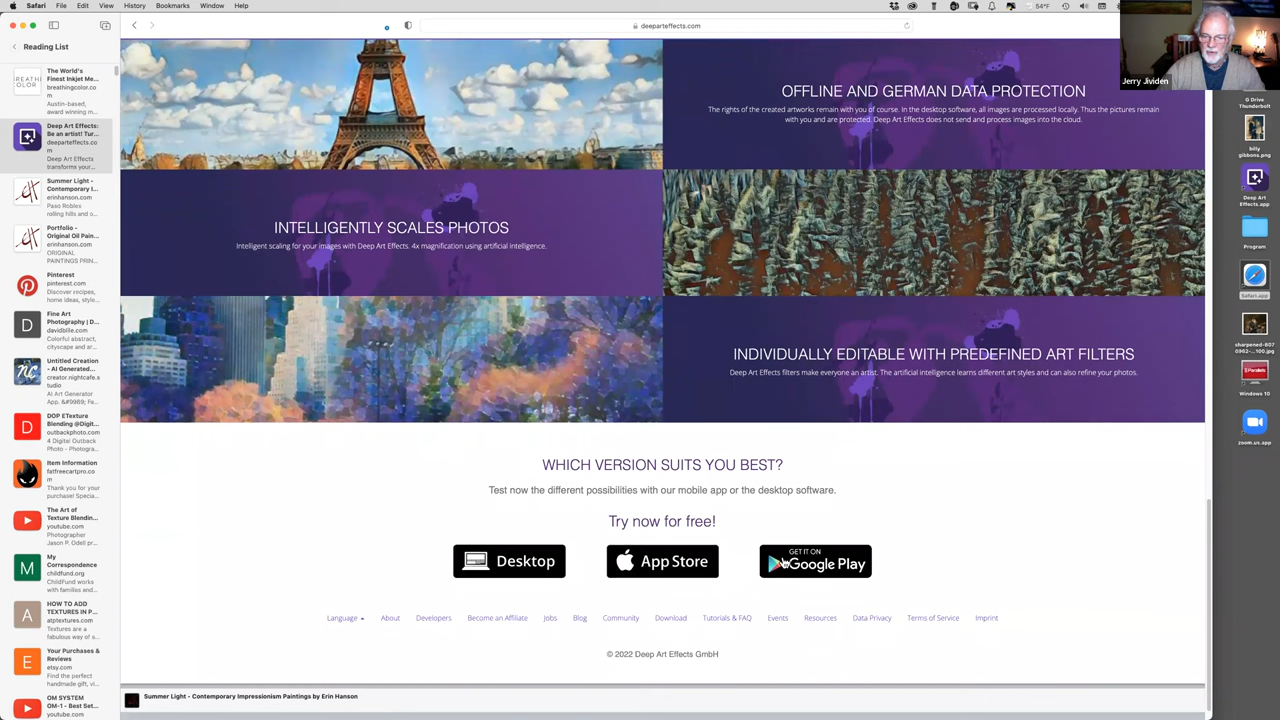 Safari File Edit View History Bookmarks Window Help
54°F
deeparteffects.com
Reading List
Jerry Jividen
The World's
Finest Inkjet Me...
breathingcolor.co
m
Austin-based,
award winning m...
Deep Art Effects:
Be an artist! Tur...
deeparteffects.co
m
Deep Art Effects
transforms your...
Summer Light -
Contemporary I...
erinhanson.com
Paso Robles
rolling hills and o...
Portfolio -
Original Oil Pain...
erinhanson.com
ORIGINAL
PAINTINGS PRIN...
Pinterest
pinterest.com
Discover recipes,
home ideas, style...
D
Fine Art
Photography | D...
davidbille.com
Colorful abstract,
cityscape and ar...
Untitled Creation
- AI Generated...
creator.nightcafe.s
tudio
AI Art Generator
App. &#9989; Fa...
D
DOP ETexture
Blending @Digit...
outbackphoto.com
4 Digital Outback
Photo - Photogra...
Item Information
fatfreecartpro.co
m
Thank you for your
purchase! Specia...
The Art of
Texture Blendin...
youtube.com
Photographer
Jason P. Odell pr...
M
My
Correspondence
childfund.org
ChildFund works
with families and...
A
HOW TO ADD
TEXTURES IN P...
atptextures.com
Textures are a
fabulous way of s...
E
Your Purchases &
Reviews
etsy.com
Find the perfect
handmade gift, vi...
OM SYSTEM
OM-1 - Best Set...
youtube.com
OFFLINE AND GERMAN DATA PROTECTION
The rights of the created artworks remain with you of course. In the desktop software, all images are processed locally. Thus the pictures remain
with you and are protected. Deep Art Effects does not send and process images into the cloud.
INTELLIGENTLY SCALES PHOTOS
Intelligent scaling for your images with Deep Art Effects. 4x magnification using artificial intelligence.
INDIVIDUALLY EDITABLE WITH PREDEFINED ART FILTERS
Deep Art Effects filters make everyone an artist. The artificial intelligence learns different art styles and can also refine your photos.
WHICH VERSION SUITS YOU BEST?
Test now the different possibilities with our mobile app or the desktop software.
Try now for free!
Desktop
App Store
GET IT ON
Google Play
Language About Developers Become an Affiliate Jobs Blog Community Download Tutorials & FAQ Events Resources Data Privacy Terms of Service Imprint
© 2022 Deep Art Effects GmbH
Summer Light - Contemporary Impressionism Paintings by Erin Hanson
G Drive
Thunderbolt
billy
gibbons.png
Deep Art
Effects.app
Program
Safari.app
Parallels
Windows 10
zoom.us.app